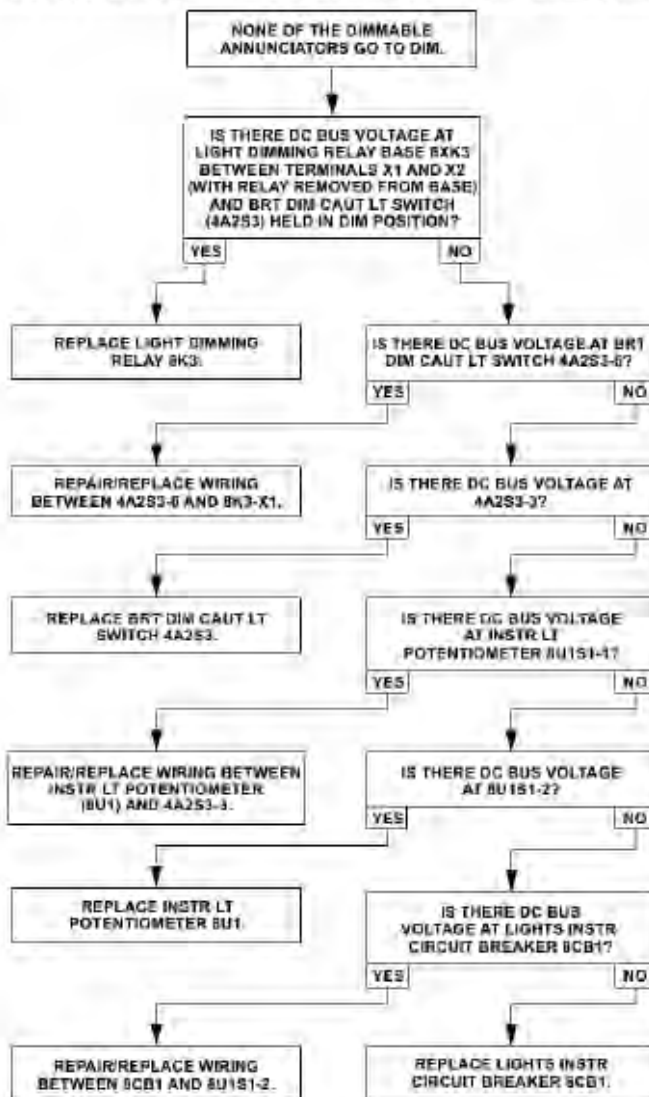 NONE OF THE DIMMABLE
ANNUNCIATORS GO TO DIM.
IS THERE DC BUS VOLTAGE AT
LIGHT DIMMING RELAY BASE 8XK3
BETWEEN TERMINALS X1 AND X2
(WITH RELAY REMOVED FROM BASE)
AND BRT DIM CAUT LT SWITCH
(4A2S3) HELD IN DIM POSITION?
YES
NO
REPLACE LIGHT DIMMING
RELAY 8K3.
IS THERE DC BUS VOLTAGE AT BRT
DIM CAUT LT SWITCH 4A2S3-6?
YES
NO
REPAIR/REPLACE WIRING
BETWEEN 4A2S3-6 AND 8K3-X1.
IS THERE DC BUS VOLTAGE AT
4A2S3-3?
YES
NO
REPLACE BRT DIM CAUT LT
SWITCH 4A2S3.
IS THERE DC BUS VOLTAGE
AT INSTR LT
POTENTIOMETER 8U1S1-1?
YES
NO
REPAIR/REPLACE WIRING BETWEEN
INSTR LT POTENTIOMETER
(8U1) AND 4A2S3-3.
IS THERE DC BUS VOLTAGE
AT 8U1S1-2?
YES
NO
REPLACE INSTR LT
POTENTIOMETER 8U1.
IS THERE DC BUS
VOLTAGE AT LIGHTS INSTR
CIRCUIT BREAKER 8CB1?
YES
NO
REPAIR/REPLACE WIRING
BETWEEN 8CB1 AND 8U1S1-2.
REPLACE LIGHTS INSTR
CIRCUIT BREAKER 8CB1.